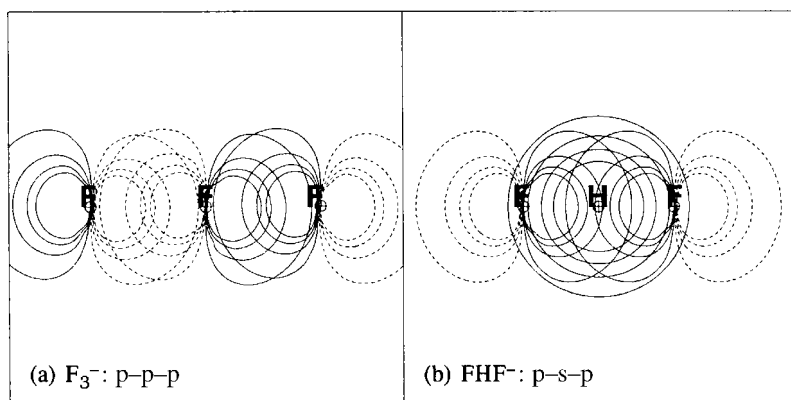 F F F
F H F
(a) F₃⁻: p–p–p
(b) FHF⁻: p–s–p